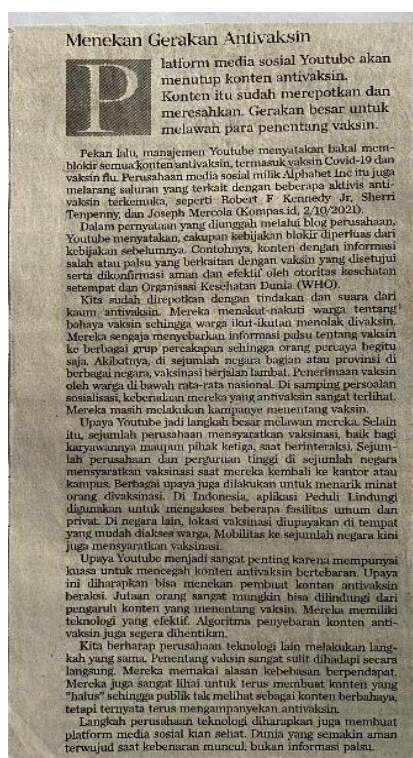 Menekan Gerakan Antivaksin
Platform media sosial Youtube akan
menutup konten antivaksin.
Konten itu sudah merepotkan dan
meresahkan. Gerakan besar untuk
melawan para penentang vaksin.
Pekan lalu, manajemen Youtube menyatakan bakal mem-
blokir semua konten antivaksin, termasuk vaksin Covid-19 dan
vaksin flu. Perusahaan media sosial milik Alphabet Inc itu juga
melarang saluran yang terkait dengan beberapa aktivis anti-
vaksin terkemuka, seperti Robert F Kennedy Jr, Sherri
Tenpenny, dan Joseph Mercola (Kompas.id, 2/10/2021).
Dalam pernyataan yang diunggah melalui blog perusahaan,
Youtube menyatakan, cakupan kebijakan blokir diperluas dari
kebijakan sebelumnya. Contohnya, konten dengan informasi
salah atau palsu yang berkaitan dengan vaksin yang disetujui
serta dikonfirmasi aman dan efektif oleh otoritas kesehatan
setempat dan Organisasi Kesehatan Dunia (WHO).
Kita sudah direpotkan dengan tindakan dan suara dari
kaum antivaksin. Mereka menakut-nakuti warga tentang
bahaya vaksin sehingga warga ikut-ikutan menolak divaksin.
Mereka sengaja menyebarkan informasi palsu tentang vaksin
ke berbagai grup percakapan sehingga orang percaya begitu
saja. Akibatnya, di sejumlah negara bagian atau provinsi di
berbagai negara, vaksinasi berjalan lambat. Penerimaan vaksin
oleh warga di bawah rata-rata nasional. Di samping persoalan
sosialisasi, keberadaan mereka yang antivaksin sangat terlihat.
Mereka masih melakukan kampanye menentang vaksin.
Upaya Youtube jadi langkah besar melawan mereka. Selain
itu, sejumlah perusahaan mensyaratkan vaksinasi, baik bagi
karyawannya maupun pihak ketiga, saat berinteraksi. Sejum-
lah perusahaan dan perguruan tinggi di sejumlah negara
mensyaratkan vaksinasi saat mereka kembali ke kantor atau
kampus. Berbagai upaya juga dilakukan untuk menarik minat
orang divaksinasi. Di Indonesia, aplikasi Peduli Lindungi
digunakan untuk mengakses beberapa fasilitas umum dan
privat. Di negara lain, lokasi vaksinasi diupayakan di tempat
yang mudah diakses warga. Mobilitas ke sejumlah negara kini
juga mensyaratkan vaksinasi.
Upaya Youtube menjadi sangat penting karena mempunyai
kuasa untuk mencegah konten antivaksin bertebaran. Upaya
ini diharapkan bisa menekan pembuat konten antivaksin
beraksi. Jutaan orang sangat mungkin bisa dilindungi dari
pengaruh konten yang menentang vaksin. Mereka memiliki
teknologi yang efektif. Algoritma penyebaran konten anti-
vaksin juga segera dihentikan.
Kita berharap perusahaan teknologi lain melakukan lang-
kah yang sama. Penentang vaksin sangat sulit dihadapi secara
langsung. Mereka memakai alasan kebebasan berpendapat.
Mereka juga sangat lihai untuk terus membuat konten yang
"halus" sehingga publik tak melihat sebagai konten berbahaya,
tetapi ternyata terus mengampanyekan antivaksin.
Langkah perusahaan teknologi diharapkan juga membuat
platform media sosial kian sehat. Dunia yang semakin aman
terwujud saat kebenaran muncul, bukan informasi palsu.